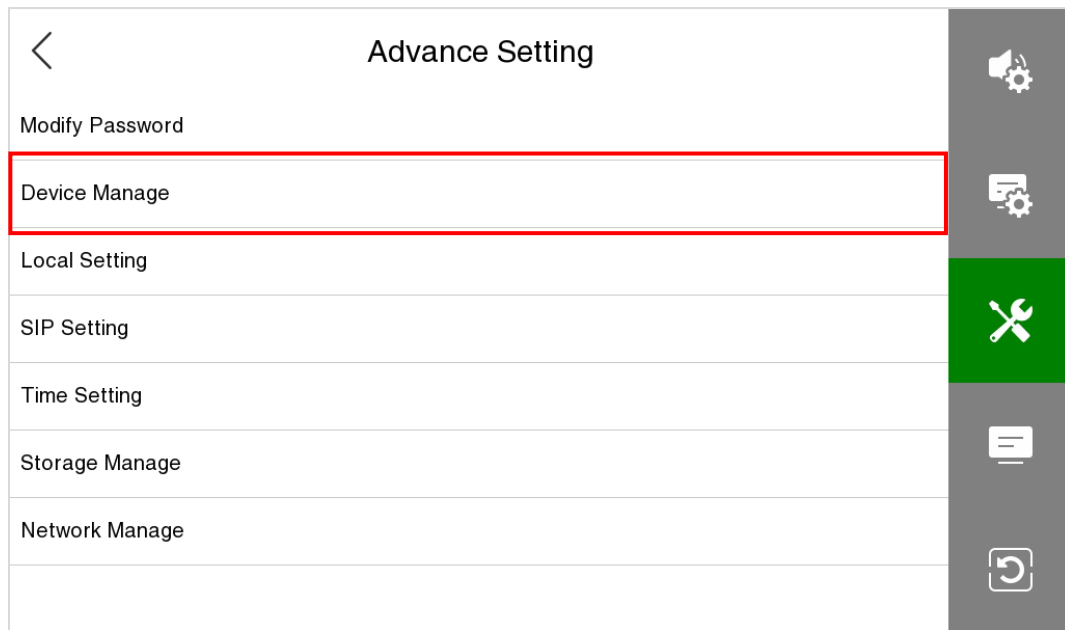 Advance Setting
Modify Password
Device Manage
Local Setting
SIP Setting
Time Setting
Storage Manage
Network Manage